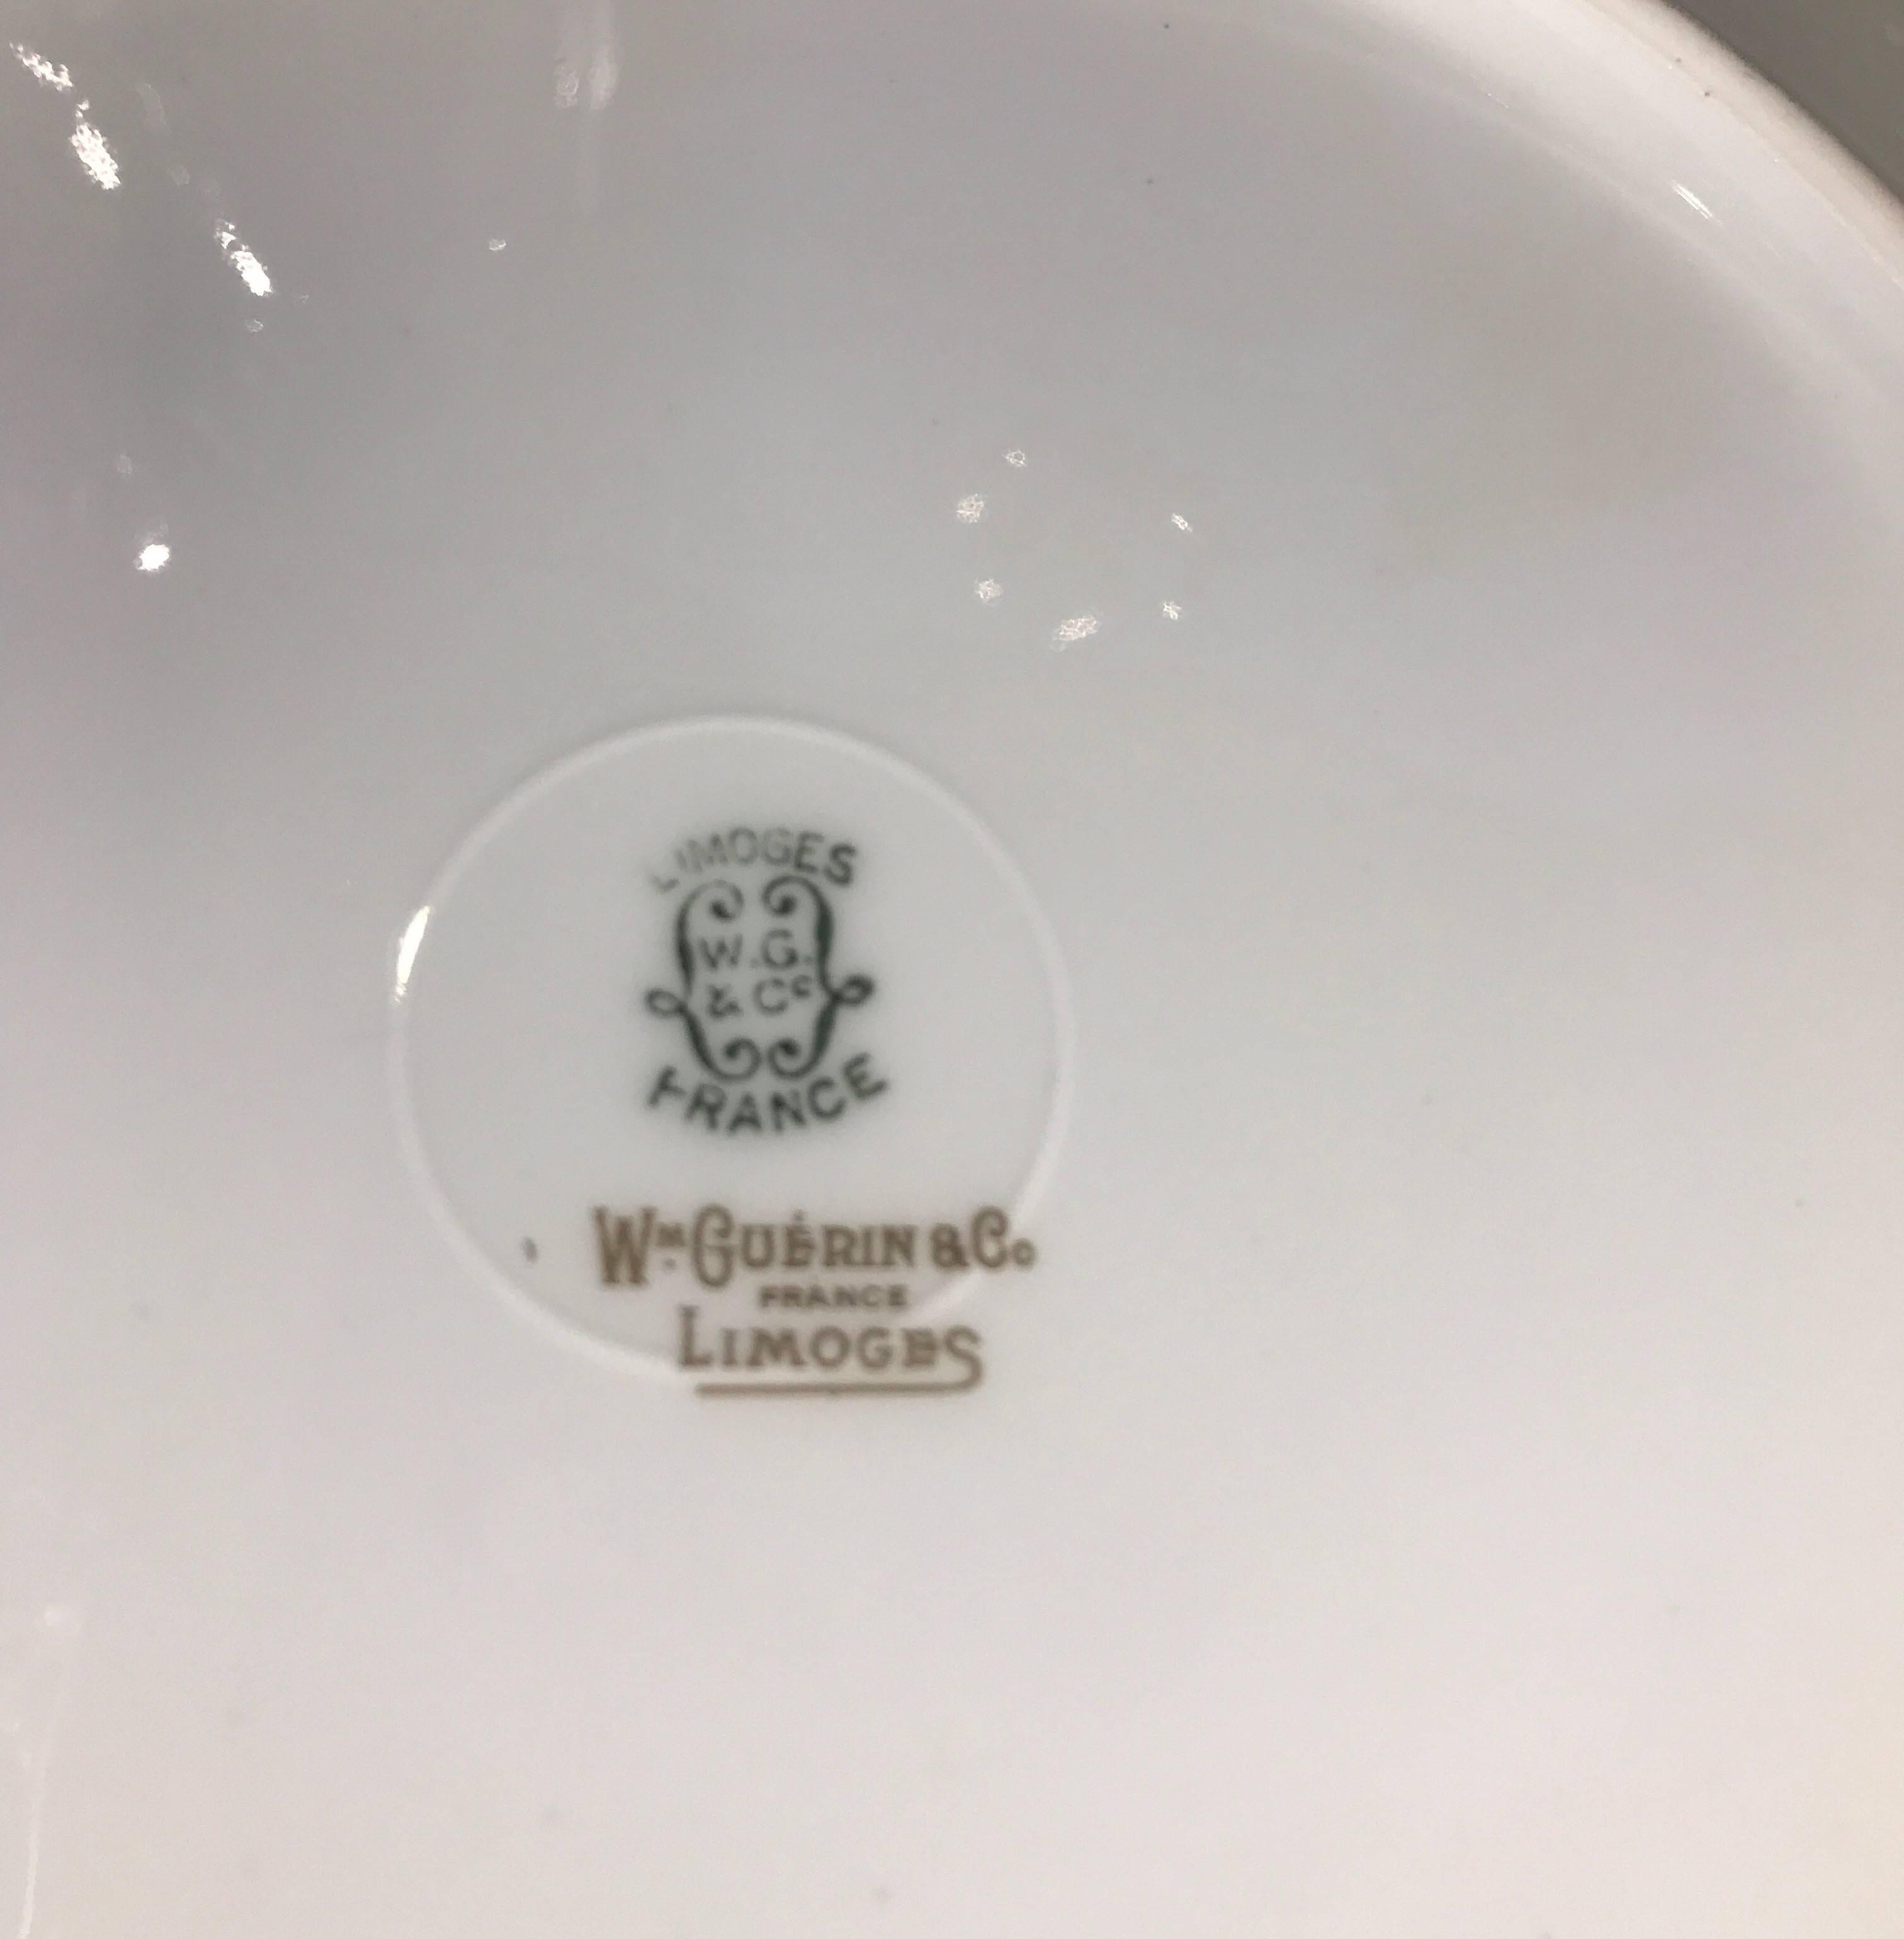 LIMOGES
W.G.
& Co
FRANCE
Wm. GUÉRIN & Co
FRANCE
LIMOGES